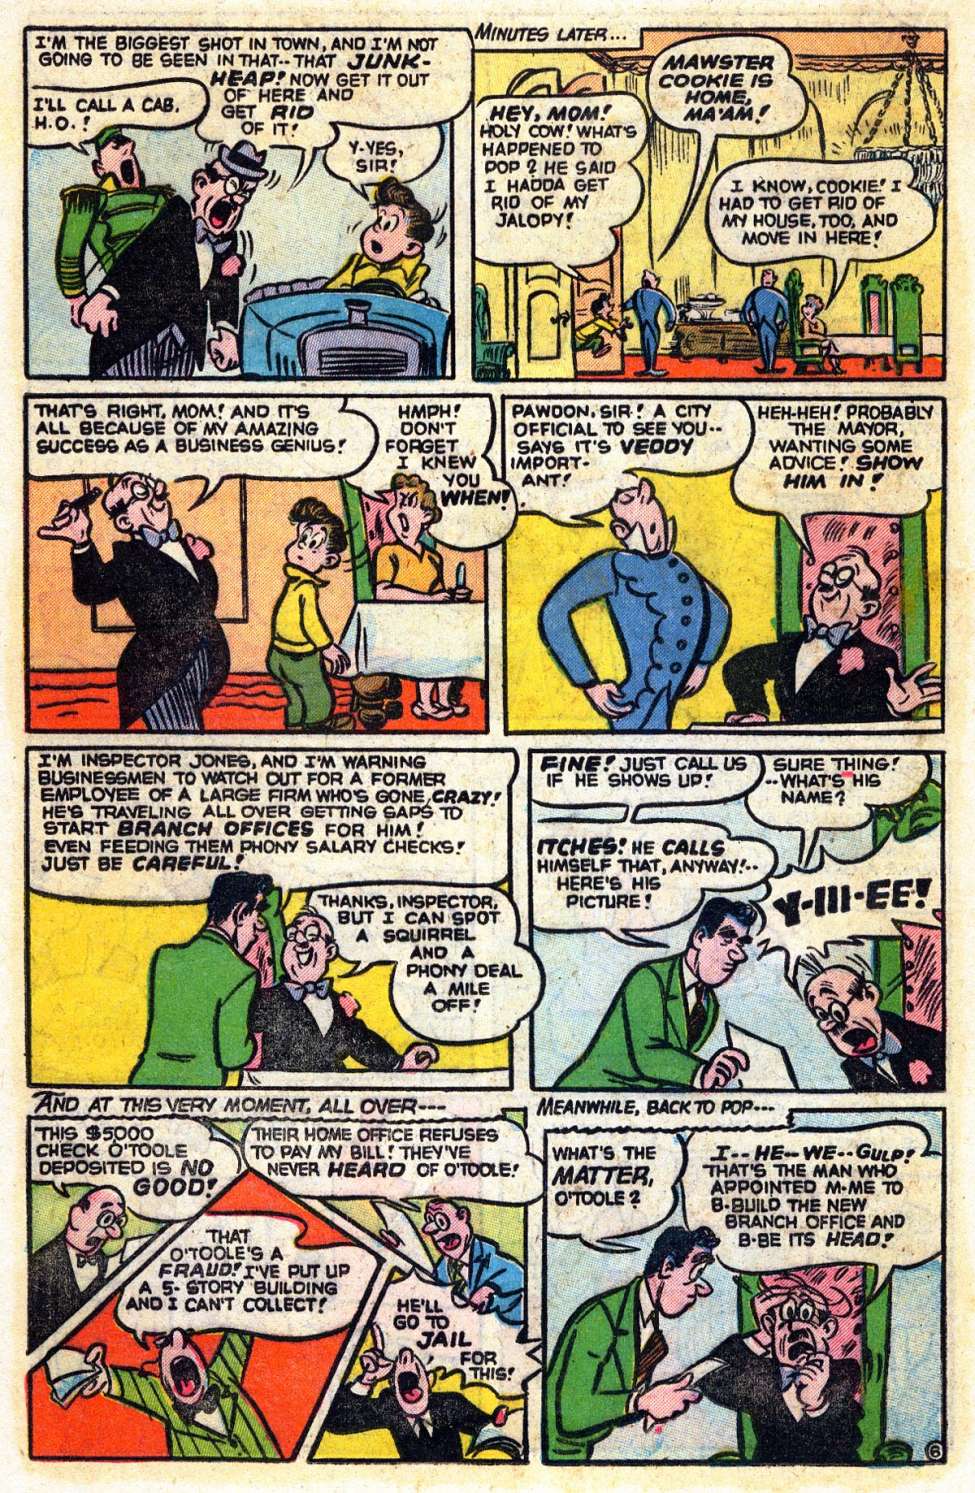 I'M THE BIGGEST SHOT IN TOWN, AND I'M NOT
GOING TO BE SEEN IN THAT-- THAT JUNK-
HEAP! NOW GET IT OUT
OF HERE AND
GET RID
OF IT!
I'LL CALL A CAB,
H.O.!
Y-YES,
SIR!
MINUTES LATER...
HEY, MOM!
HOLY COW! WHAT'S
HAPPENED TO
POP? HE SAID
I HADDA GET
RID OF MY
JALOPY!
MAWSTER
COOKIE IS
HOME,
MA'AM!
I KNOW, COOKIE! I
HAD TO GET RID OF
MY HOUSE, TOO, AND
MOVE IN HERE!
THAT'S RIGHT, MOM! AND IT'S
ALL BECAUSE OF MY AMAZING
SUCCESS AS A BUSINESS GENIUS!
HMPH!
DON'T
FORGET
I KNEW
YOU
WHEN!
PAWDON, SIR! A CITY
OFFICIAL TO SEE YOU--
SAYS IT'S VEDDY
IMPORT-
ANT!
HEH-HEH! PROBABLY
THE MAYOR,
WANTING SOME
ADVICE! SHOW
HIM IN!
I'M INSPECTOR JONES, AND I'M WARNING
BUSINESSMEN TO WATCH OUT FOR A FORMER
EMPLOYEE OF A LARGE FIRM WHO'S GONE CRAZY!
HE'S TRAVELING ALL OVER GETTING SAPS TO
START BRANCH OFFICES FOR HIM!
EVEN FEEDING THEM PHONY SALARY CHECKS!
JUST BE CAREFUL!
THANKS, INSPECTOR,
BUT I CAN SPOT
A SQUIRREL
AND A
PHONY DEAL
A MILE
OFF!
FINE! JUST CALL US
IF HE SHOWS UP!
SURE THING!
--WHAT'S HIS
NAME?
ITCHES! HE CALLS
HIMSELF THAT, ANYWAY!--
HERE'S HIS
PICTURE!
Y-III-EE!
AND AT THIS VERY MOMENT, ALL OVER---
THIS $5,000
CHECK O'TOOLE
DEPOSITED IS NO
GOOD!
THEIR HOME OFFICE REFUSES
TO PAY MY BILL! THEY'VE
NEVER HEARD OF O'TOOLE!
THAT
O'TOOLE'S A
FRAUD! I'VE PUT UP
A 5-STORY BUILDING
AND I CAN'T COLLECT!
HE'LL
GO TO
JAIL
FOR
THIS!
MEANWHILE, BACK TO POP---
WHAT'S THE
MATTER,
O'TOOLE?
I-- HE-- WE-- GULP!
THAT'S THE MAN WHO
APPOINTED M-ME TO
B-BUILD THE NEW
BRANCH OFFICE AND
B-BE ITS HEAD!
6